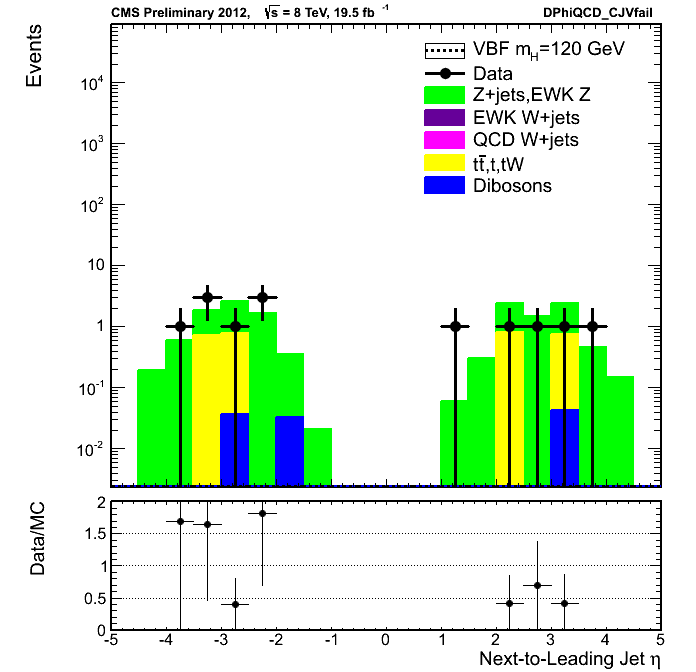 CMS Preliminary 2012, √s = 8 TeV, 19.5 fb⁻¹ DPhiQCD_CJVfail
Events
VBF m_H=120 GeV
Data
Z+jets,EWK Z
EWK W+jets
QCD W+jets
tt̄,t,tW
Dibosons
10⁴
10³
10²
10
1
10⁻¹
10⁻²
Data/MC
2
1.5
1
0.5
0
-5 -4 -3 -2 -1 0 1 2 3 4 5
Next-to-Leading Jet η